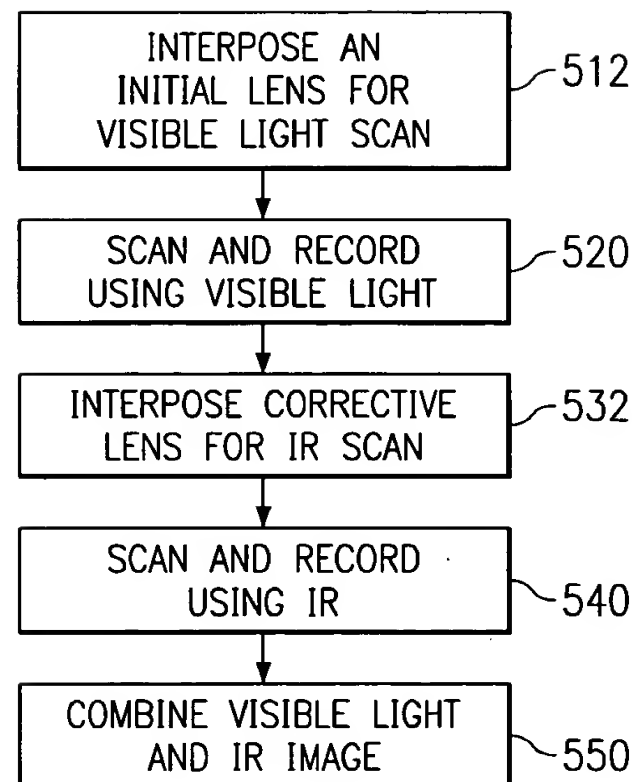 INTERPOSE AN
INITIAL LENS FOR
VISIBLE LIGHT SCAN
512
SCAN AND RECORD
USING VISIBLE LIGHT
520
INTERPOSE CORRECTIVE
LENS FOR IR SCAN
532
SCAN AND RECORD
USING IR
540
COMBINE VISIBLE LIGHT
AND IR IMAGE
550